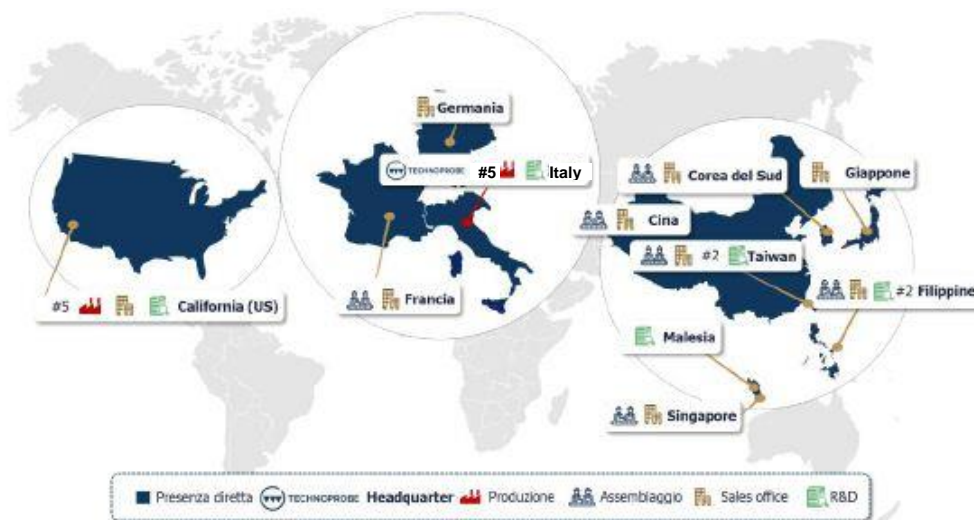 Germania
TECHNOPROBE #5 Italy
Corea del Sud
Giappone
Cina
#2 Taiwan
#2 Filippine
#5 California (US)
Francia
Malesia
Singapore
Presenza diretta TECHNOPROBE Headquarter Produzione Assemblaggio Sales office R&D